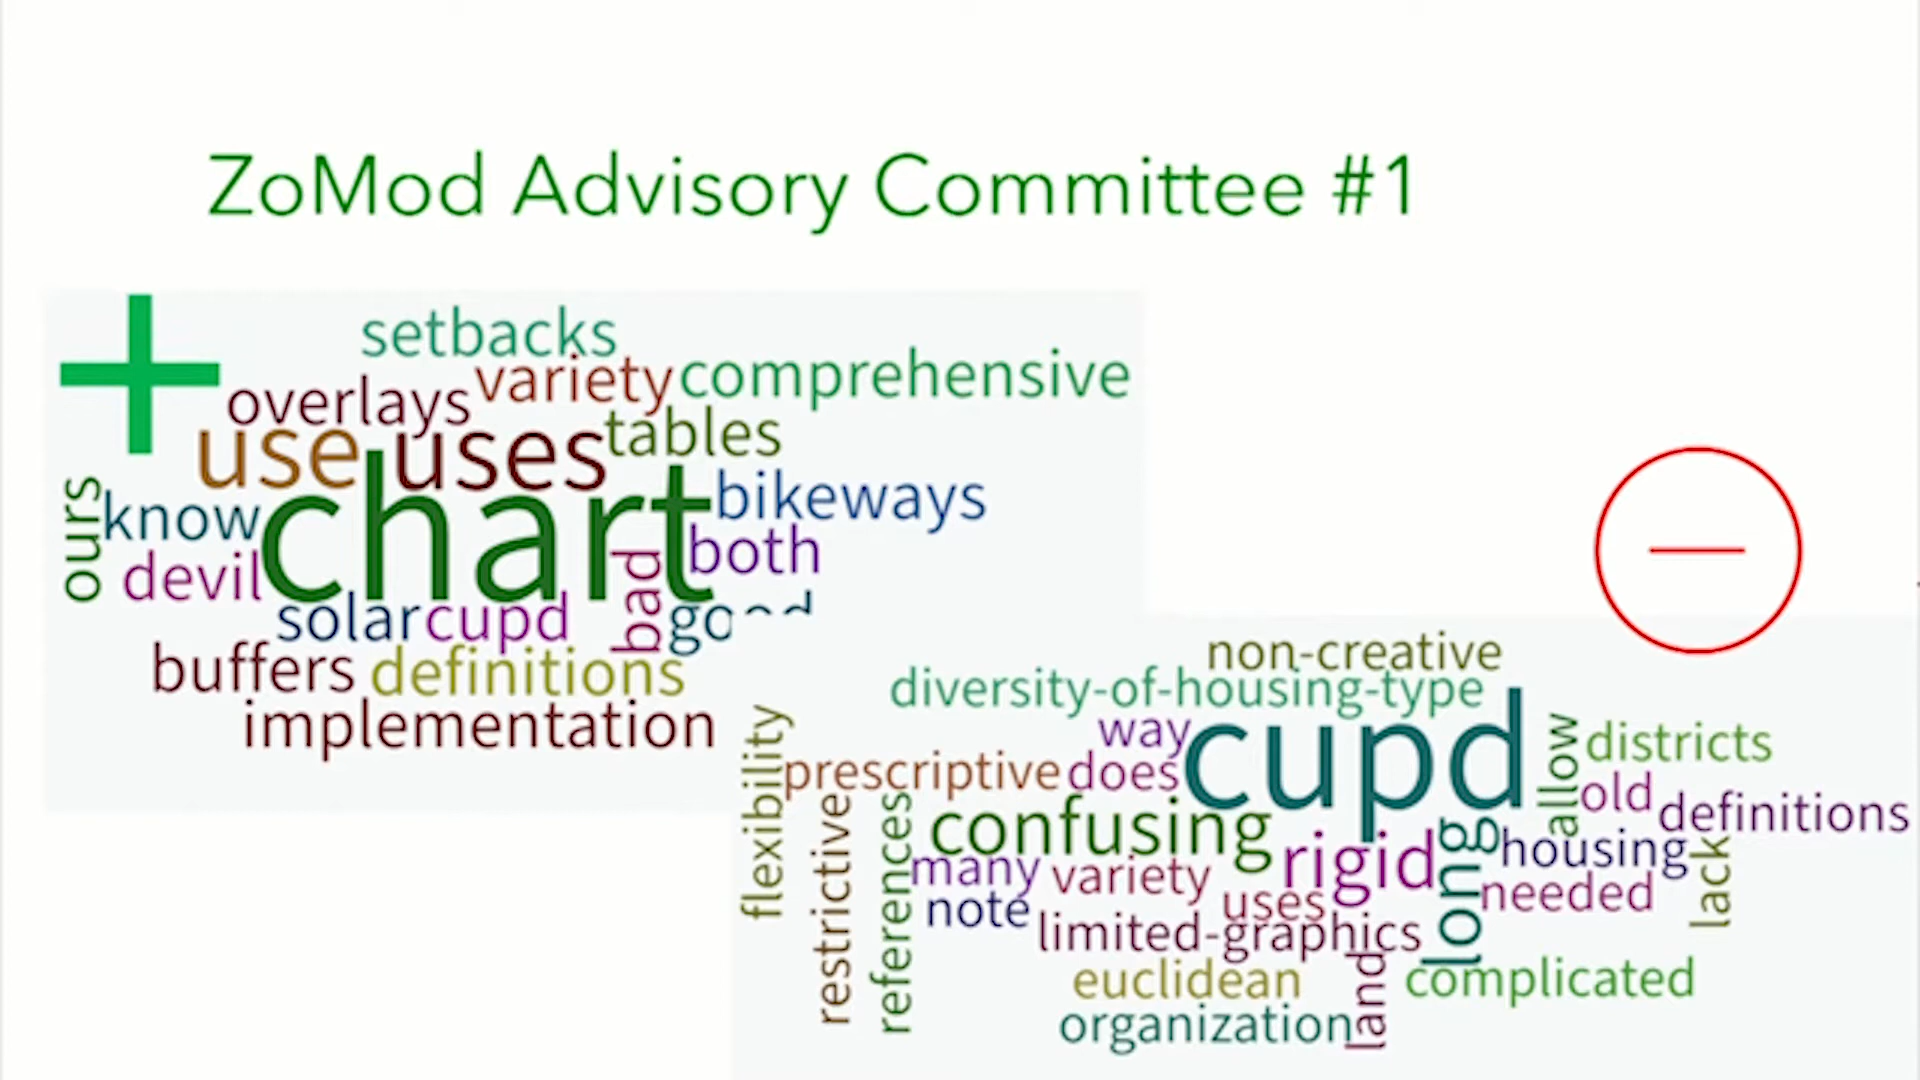 ZoMod Advisory Committee #1
+
setbacks
variety
comprehensive
overlays
tables
use
uses
ours
know
chart
bikeways
both
devil
bad
solar
cupd
good
buffers
definitions
implementation
non-creative
diversity-of-housing-type
way
cupd
allow
districts
flexibility
prescriptive
does
old
definitions
restrictive
references
confusing
rigid
long
housing
many
variety
needed
lack
note
uses
limited-graphics
euclidean
land
complicated
organization